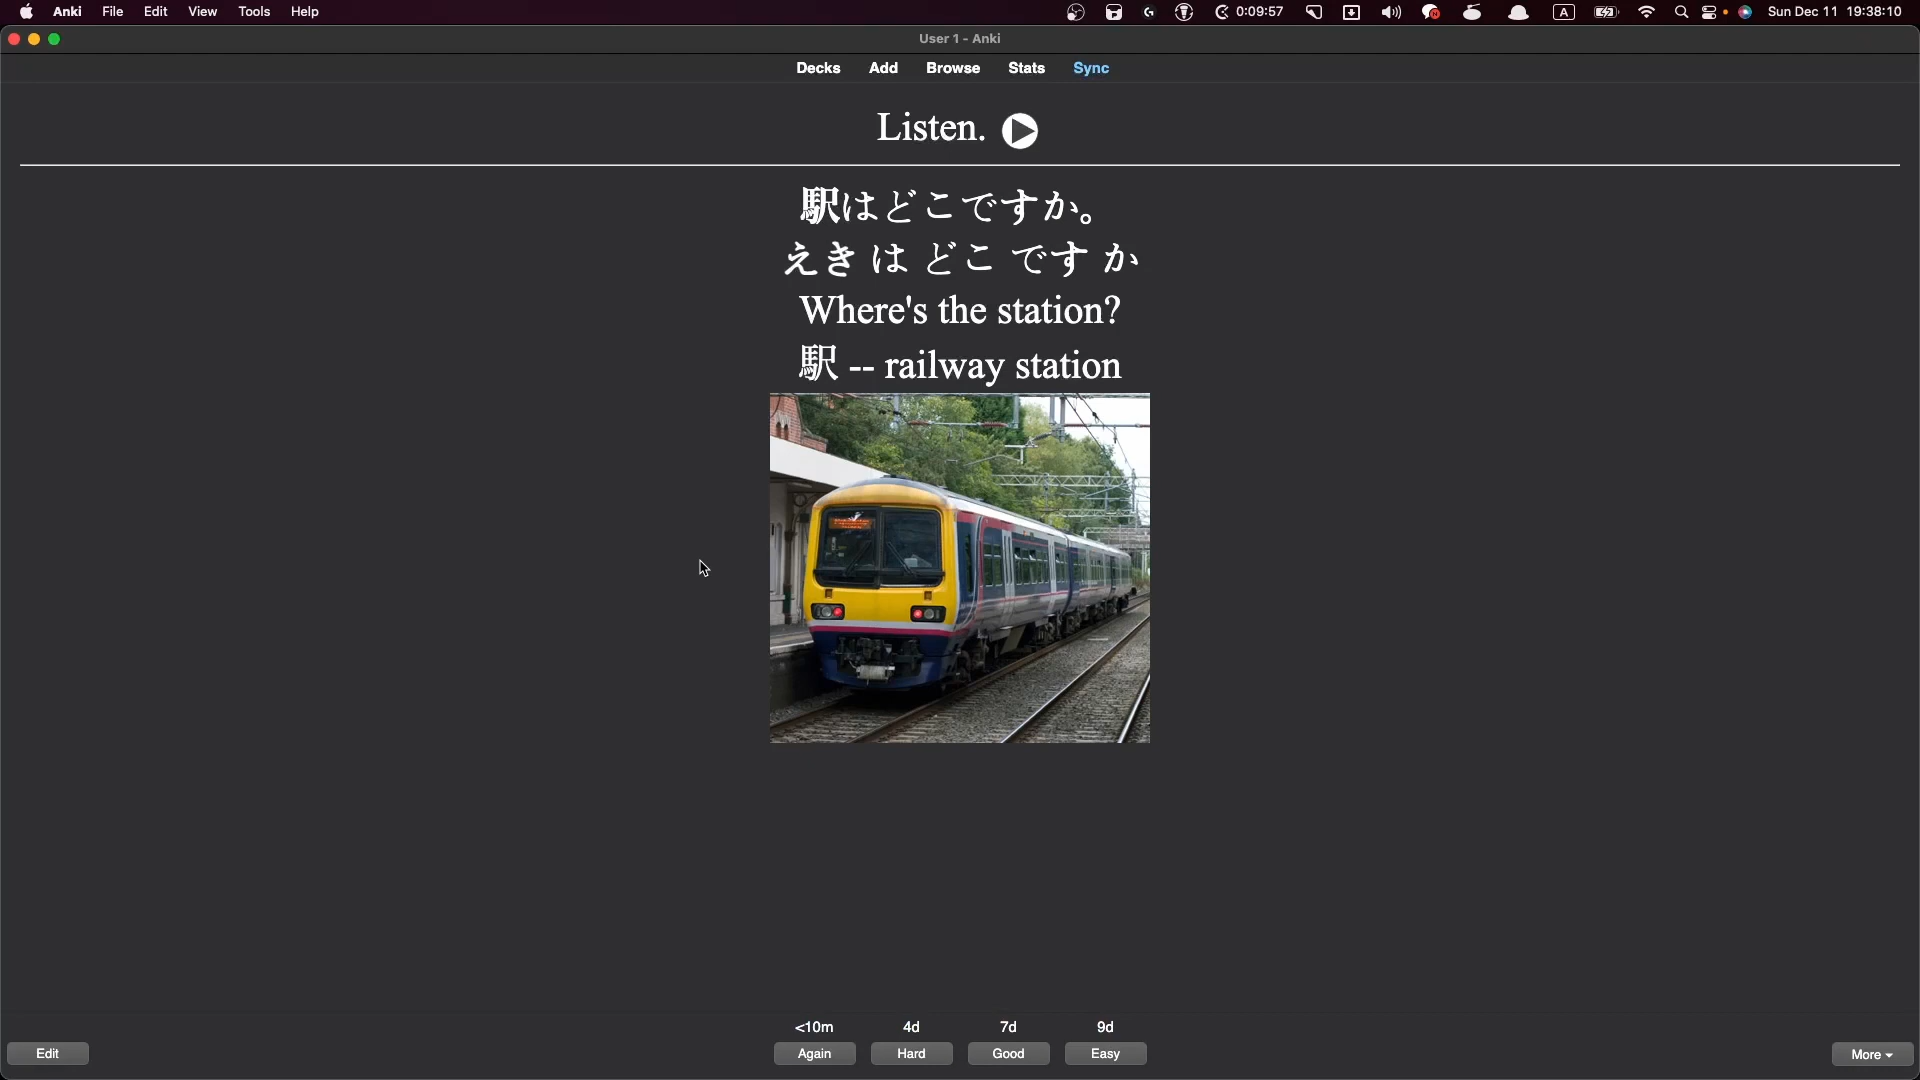 Anki File Edit View Tools Help 0:09:57 A Sun Dec 11 19:38:10
User 1 - Anki
Decks Add Browse Stats Sync
Listen.
駅はどこですか。
えき は どこ です か
Where's the station?
駅 -- railway station
<10m 4d 7d 9d
Edit Again Hard Good Easy More